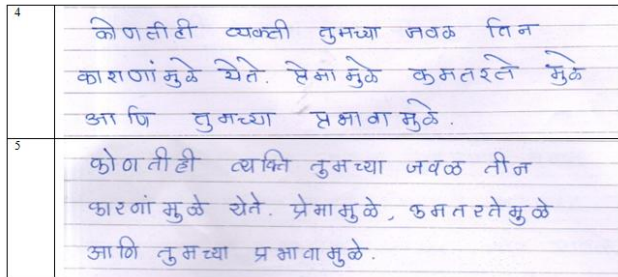 4
कोणतीही व्यक्ती तुमच्या जवळ तिन
काराणांमुळे येते. प्रेमामुळे कमतरते मुळे
आणि तुमच्या प्रभावामुळे.
5
कोणतीही व्यक्ति तुमच्या जवळ तीन
कारणांमुळे येते. प्रेमामुळे, कमतरतेमुळे
आणि तुमच्या प्रभावामुळे.